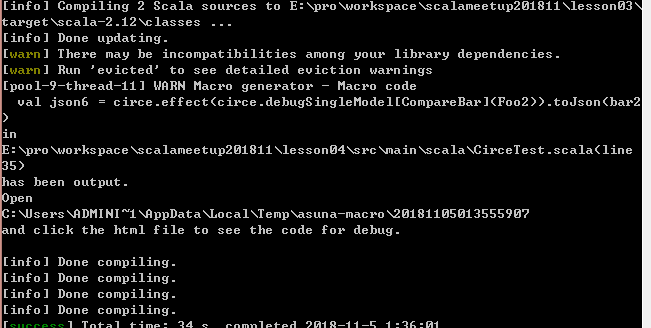 [info] Compiling 2 Scala sources to E:\pro\workspace\scalameetup201811\lesson03\
target\scala-2.12\classes ...
[info] Done updating.
[warn] There may be incompatibilities among your library dependencies.
[warn] Run 'evicted' to see detailed eviction warnings
[pool-9-thread-11] WARN Macro generator - Macro code
  val json6 = circe.effect(circe.debugSingleModel[CompareBar](Foo2)).toJson(bar2
)
in
E:\pro\workspace\scalameetup201811\lesson04\src\main\scala\CirceTest.scala(line
35)
has been output.
Open
C:\Users\ADMINI~1\AppData\Local\Temp\asuna-macro\20181105013555907
and click the html file to see the code for debug.
[info] Done compiling.
[info] Done compiling.
[info] Done compiling.
[info] Done compiling.
[success] Total time: 34 s, completed 2018-11-5 1:36:01